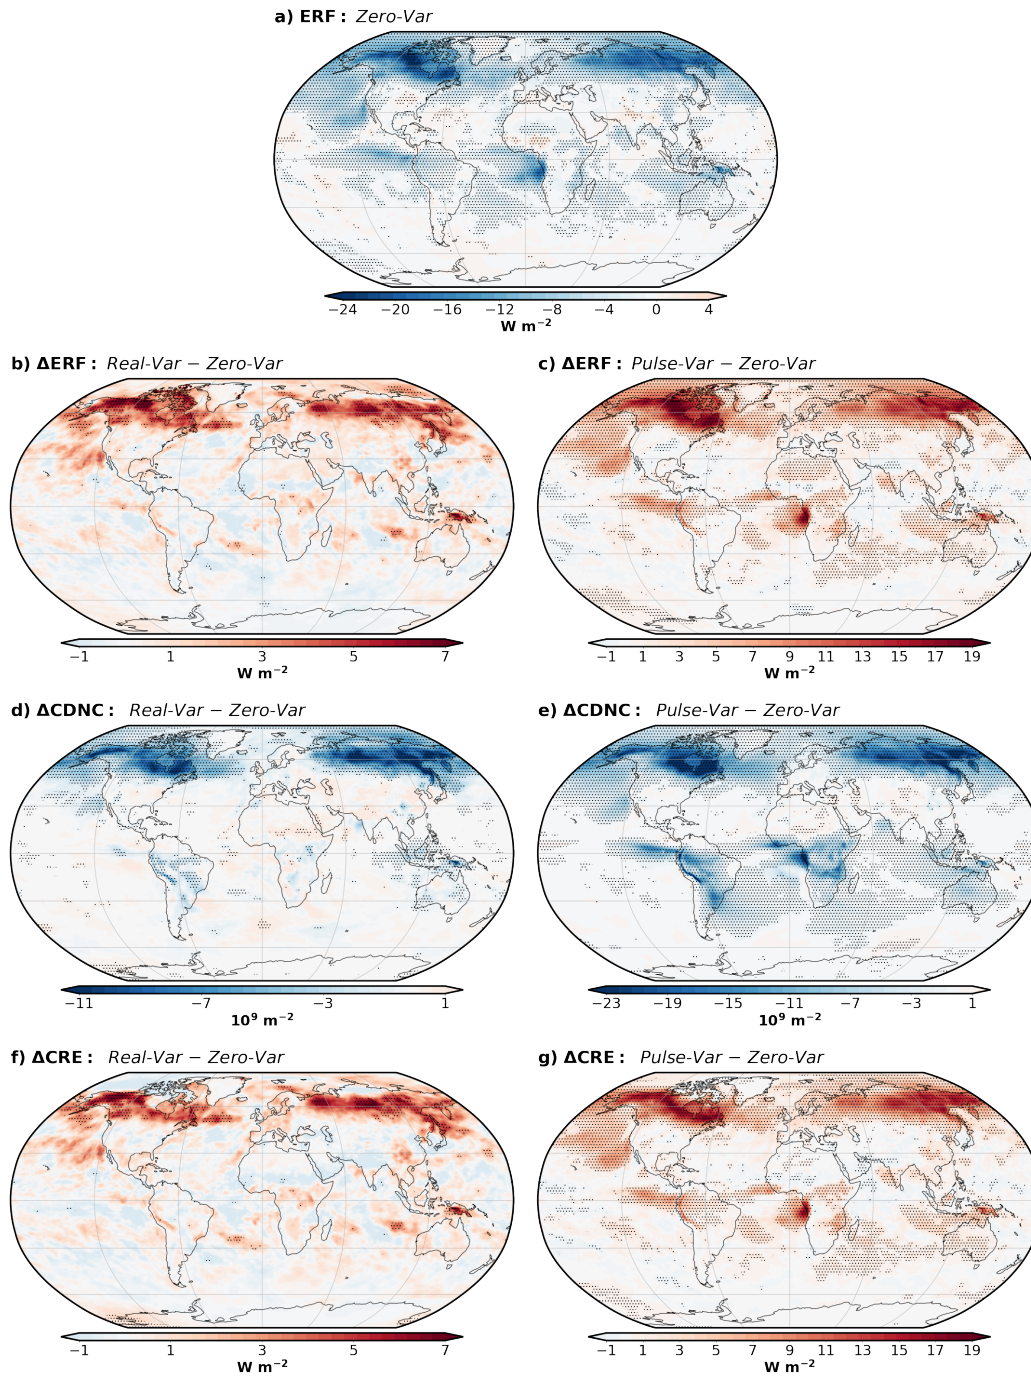 a) ERF: Zero-Var
−24 −20 −16 −12 −8 −4 0 4
W m⁻²
b) ΔERF: Real-Var − Zero-Var
c) ΔERF: Pulse-Var − Zero-Var
−1 1 3 5 7
W m⁻²
−1 1 3 5 7 9 11 13 15 17 19
W m⁻²
d) ΔCDNC: Real-Var − Zero-Var
e) ΔCDNC: Pulse-Var − Zero-Var
−11 −7 −3 1
10⁹ m⁻²
−23 −19 −15 −11 −7 −3 1
10⁹ m⁻²
f) ΔCRE: Real-Var − Zero-Var
g) ΔCRE: Pulse-Var − Zero-Var
−1 1 3 5 7
W m⁻²
−1 1 3 5 7 9 11 13 15 17 19
W m⁻²